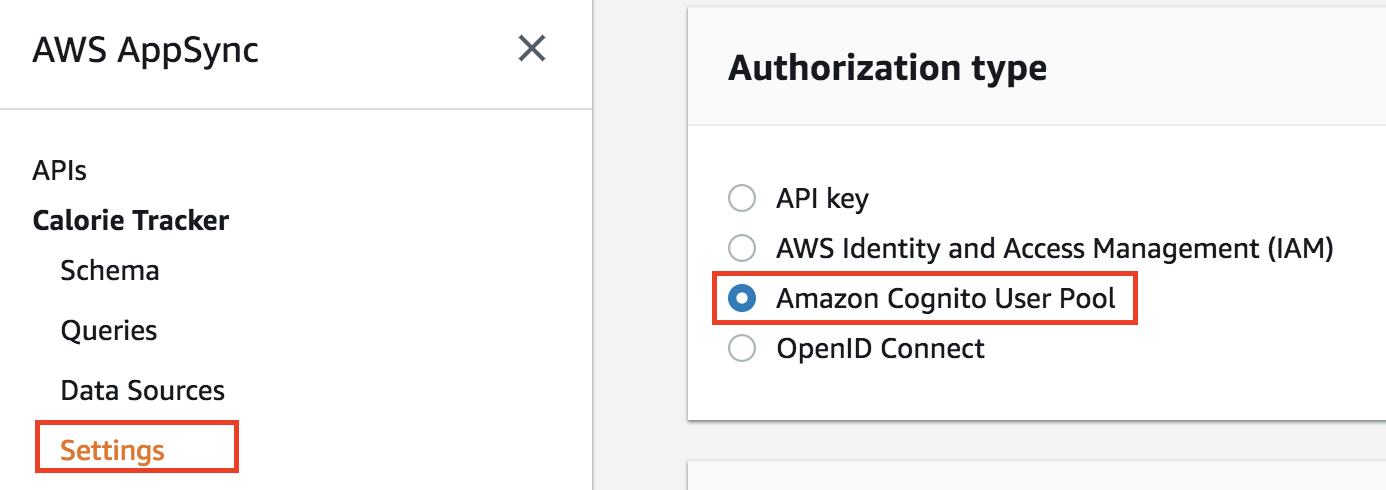 AWS AppSync
APIs
Calorie Tracker
Schema
Queries
Data Sources
Settings
Authorization type
API key
AWS Identity and Access Management (IAM)
Amazon Cognito User Pool
OpenID Connect